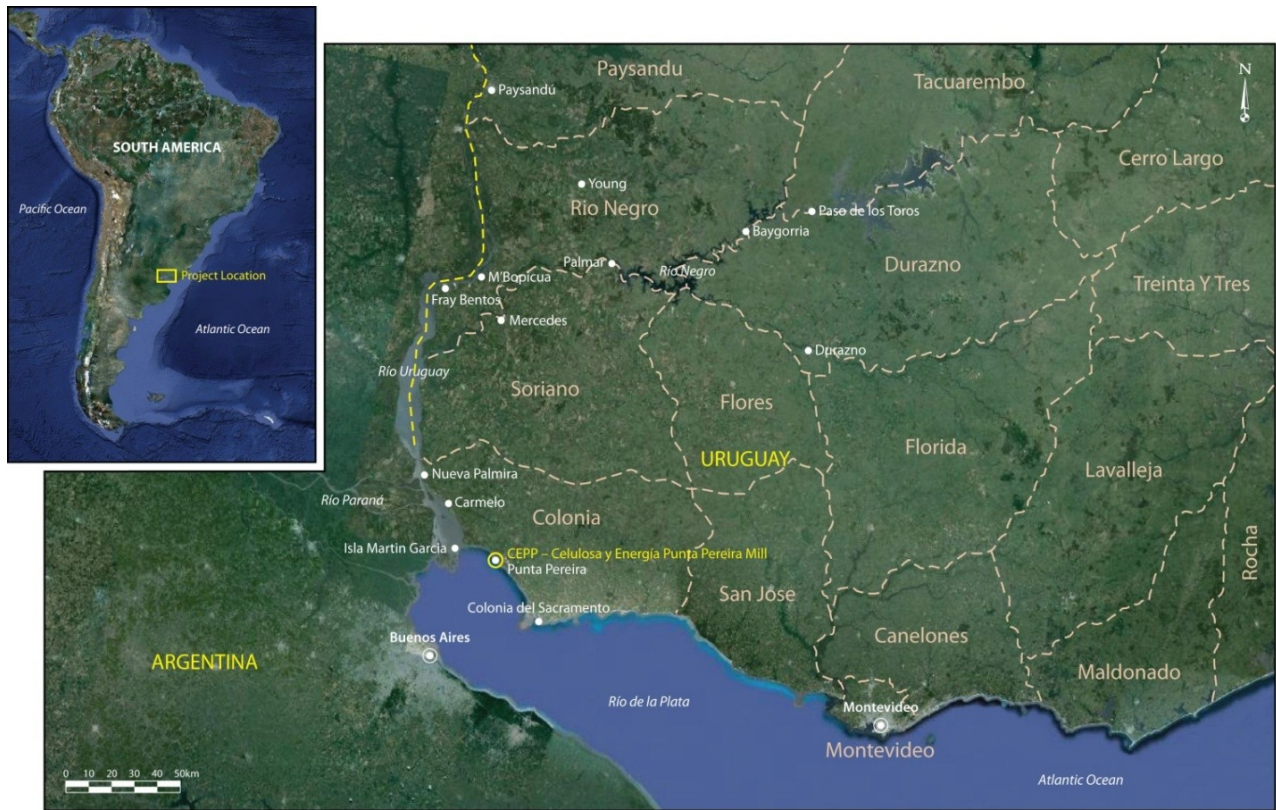 SOUTH AMERICA
Pacific Ocean
Project Location
Atlantic Ocean
N
Paysandu
Tacuarembo
Paysandú
Cerro Largo
Young
Rio Negro
Paso de los Toros
Baygorria
Palmar
Río Negro
Durazno
M'Bopicua
Treinta Y Tres
Fray Bentos
Mercedes
Durazno
Río Uruguay
Soriano
Flores
Florida
URUGUAY
Lavalleja
Nueva Palmira
Río Paraná
Carmelo
Colonia
Isla Martin Garcia
CEPP – Celulosa y Energía Punta Pereira Mill
Punta Pereira
Rocha
San Jose
Colonia del Sacramento
Canelones
Buenos Aires
ARGENTINA
Maldonado
Río de la Plata
Montevideo
Montevideo
Atlantic Ocean
0 10 20 30 40 50km